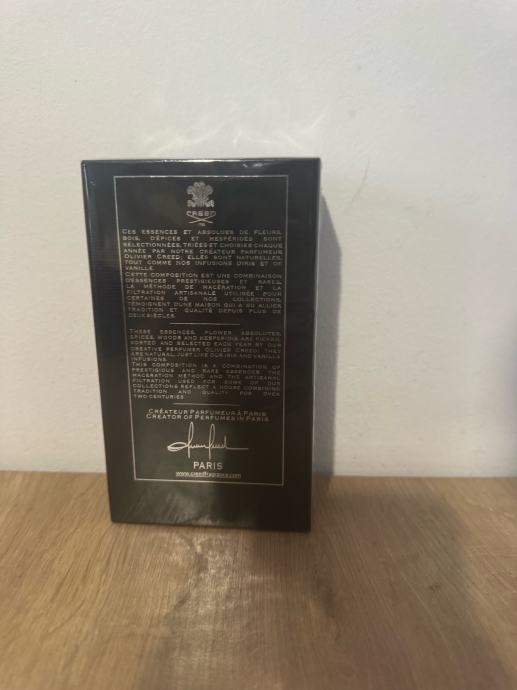 CREED
CES ESSENCES ET ABSOLUES DE FLEURS,
BOIS, D'ÉPICES ET HESPÉRIDÉS SONT
SÉLECTIONNÉES, TRIÉES ET CHOISIES CHAQUE
ANNÉE PAR NOTRE CRÉATEUR PARFUMEUR
OLIVIER CREED; ELLES SONT NATURELLES,
TOUT COMME NOS INFUSIONS D'IRIS ET DE
VANILLE.
CETTE COMPOSITION EST UNE COMBINAISON
D'ESSENCES PRESTIGIEUSES ET RARES.
LA MÉTHODE DE MACÉRATION ET LA
FILTRATION ARTISANALE UTILISÉE POUR
CERTAINES DE NOS COLLECTIONS,
TÉMOIGNENT D'UNE MAISON QUI A SU ALLIER
TRADITION ET QUALITÉ DEPUIS PLUS DE
DEUX SIÈCLES.
THESE ESSENCES, FLOWER ABSOLUTES,
SPICES, WOODS AND HESPERIDIA ARE PICKED,
SORTED AND SELECTED EACH YEAR BY OUR
CREATIVE PERFUMER OLIVIER CREED; THEY
ARE NATURAL JUST LIKE OUR IRIS AND VANILLA
INFUSIONS.
THIS COMPOSITION IS A COMBINATION OF
PRESTIGIOUS AND RARE ESSENCES. THE
MACERATION METHOD AND THE ARTISANAL
FILTRATION USED FOR SOME OF OUR
COLLECTIONS REFLECT A HOUSE COMBINING
TRADITION AND QUALITY FOR OVER
TWO CENTURIES.
CRÉATEUR PARFUMEUR À PARIS
CREATOR OF PERFUMES IN PARIS
PARIS
www.creedfragrance.com